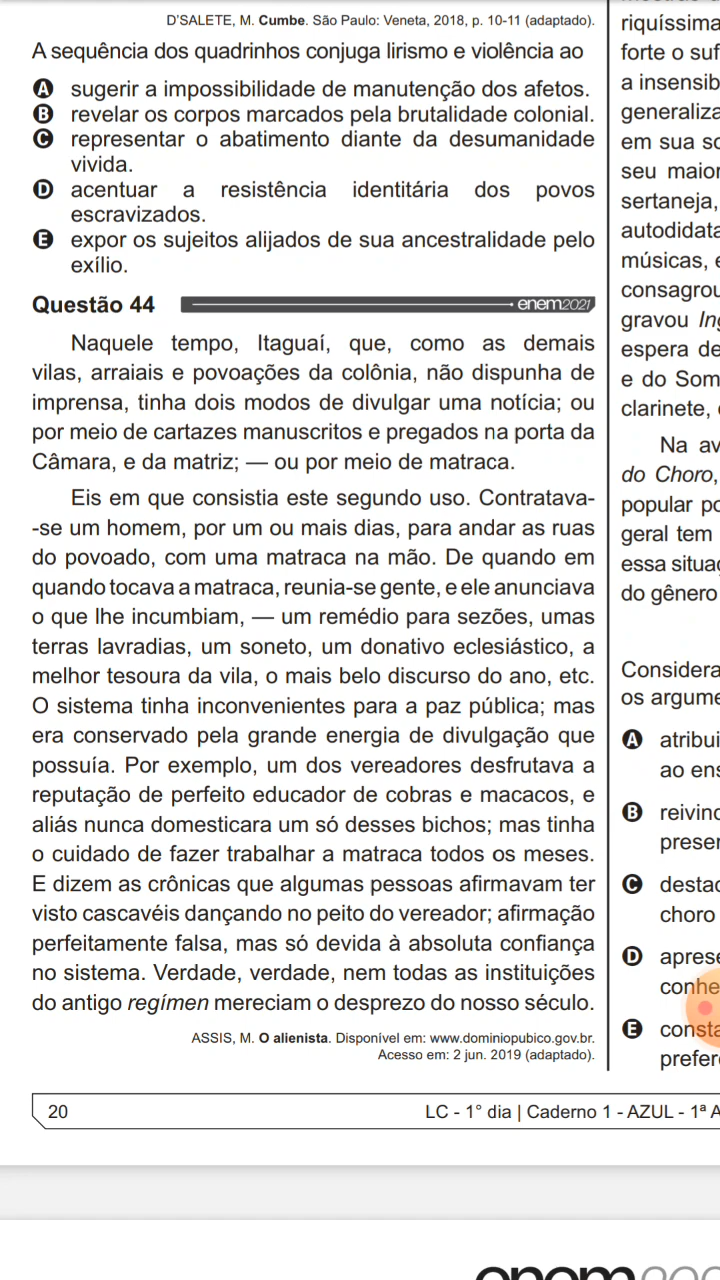 D'SALETE, M. Cumbe. São Paulo: Veneta, 2018, p. 10-11 (adaptado).
A sequência dos quadrinhos conjuga lirismo e violência ao
A sugerir a impossibilidade de manutenção dos afetos.
B revelar os corpos marcados pela brutalidade colonial.
C representar o abatimento diante da desumanidade
vivida.
D acentuar a resistência identitária dos povos
escravizados.
E expor os sujeitos alijados de sua ancestralidade pelo
exílio.
Questão 44 enem2021
Naquele tempo, Itaguaí, que, como as demais
vilas, arraiais e povoações da colônia, não dispunha de
imprensa, tinha dois modos de divulgar uma notícia; ou
por meio de cartazes manuscritos e pregados na porta da
Câmara, e da matriz; — ou por meio de matraca.
Eis em que consistia este segundo uso. Contratava-
-se um homem, por um ou mais dias, para andar as ruas
do povoado, com uma matraca na mão. De quando em
quando tocava a matraca, reunia-se gente, e ele anunciava
o que lhe incumbiam, — um remédio para sezões, umas
terras lavradias, um soneto, um donativo eclesiástico, a
melhor tesoura da vila, o mais belo discurso do ano, etc.
O sistema tinha inconvenientes para a paz pública; mas
era conservado pela grande energia de divulgação que
possuía. Por exemplo, um dos vereadores desfrutava a
reputação de perfeito educador de cobras e macacos, e
aliás nunca domesticara um só desses bichos; mas tinha
o cuidado de fazer trabalhar a matraca todos os meses.
E dizem as crônicas que algumas pessoas afirmavam ter
visto cascavéis dançando no peito do vereador; afirmação
perfeitamente falsa, mas só devida à absoluta confiança
no sistema. Verdade, verdade, nem todas as instituições
do antigo regímen mereciam o desprezo do nosso século.
ASSIS, M. O alienista. Disponível em: www.dominiopubico.gov.br.
Acesso em: 2 jun. 2019 (adaptado).
riquíssima
forte o suf
a insensib
generaliza
em sua so
seu maior
sertaneja,
autodidata
músicas, e
consagrou
gravou Ing
espera de
e do Som
clarinete,
Na av
do Choro,
popular po
geral tem
essa situaç
do gênero
Considera
os argume
A atribui
ao ens
B reivind
preser
C destac
choro
D aprese
conhe
E consta
prefer
20 LC - 1° dia | Caderno 1 - AZUL - 1ª A